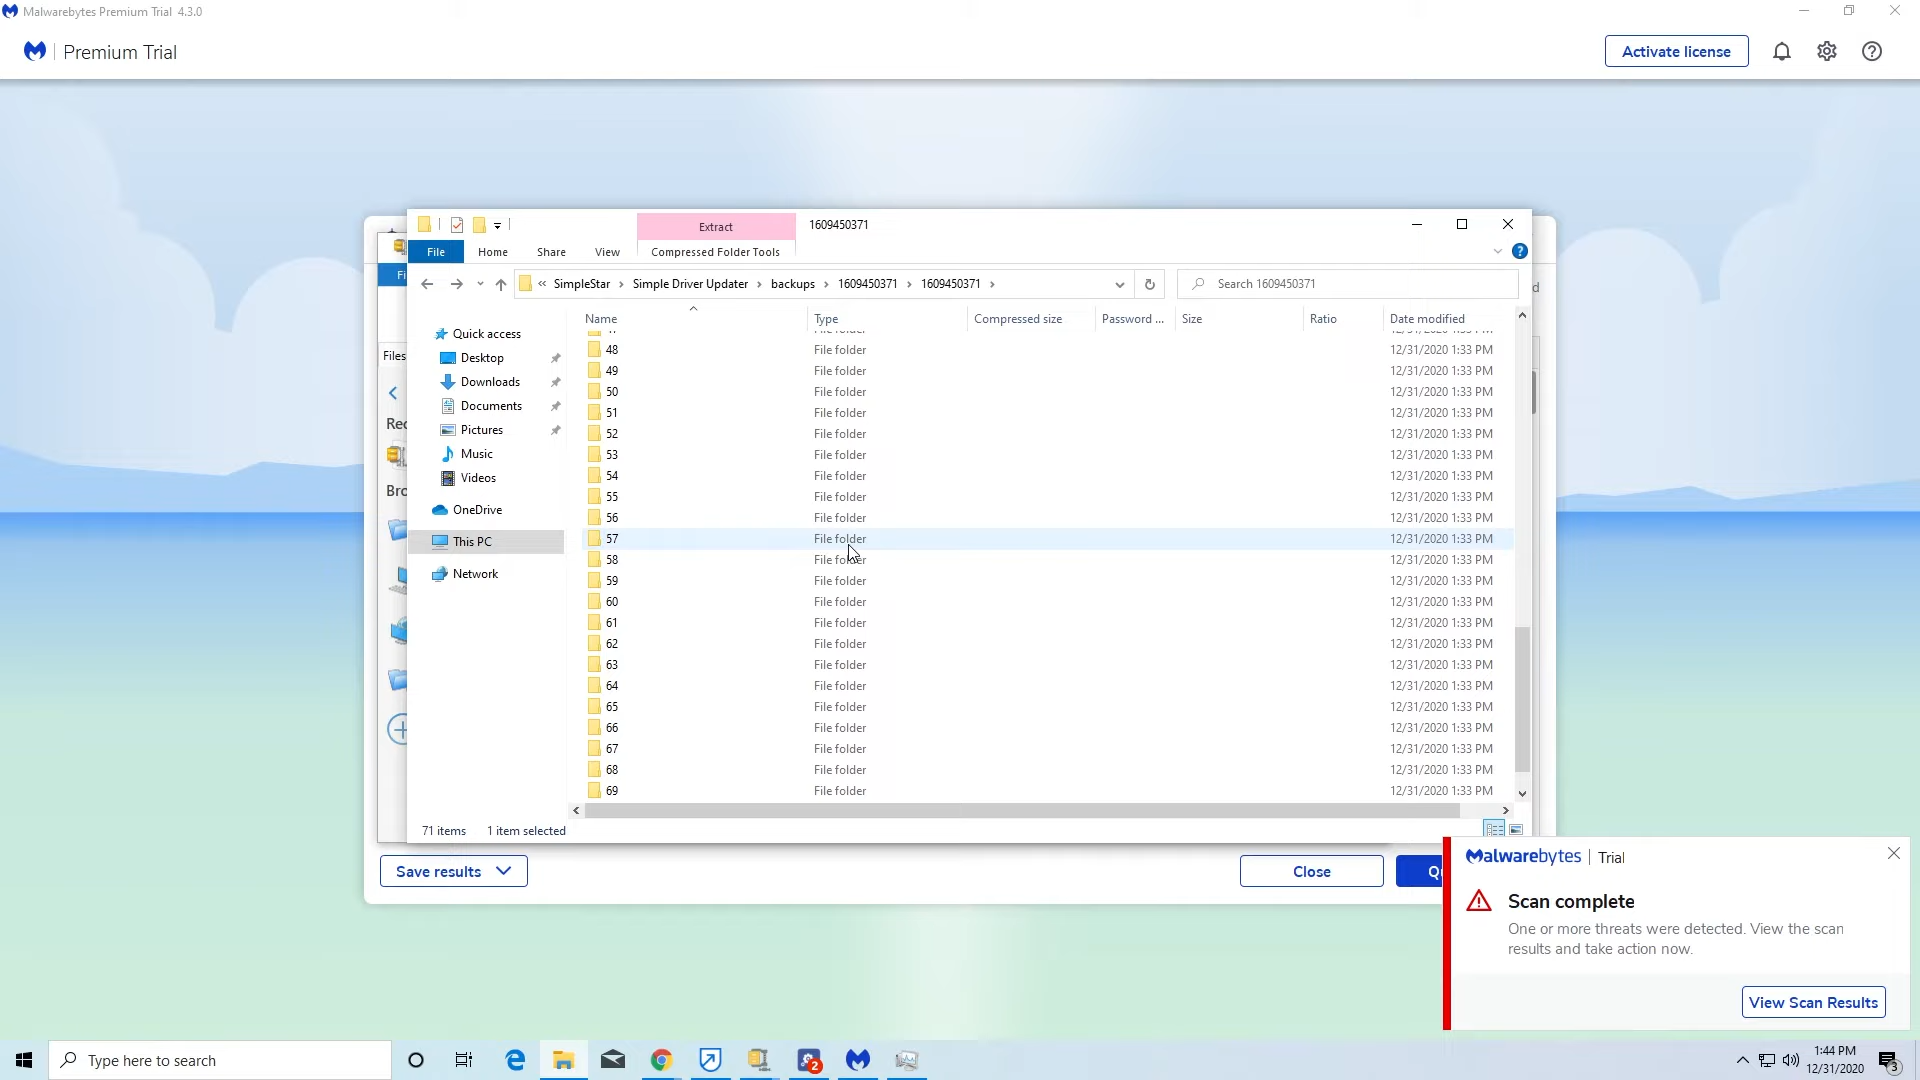 Malwarebytes Premium Trial 4.3.0
Premium Trial
Activate license
Extract
1609450371
File
Home
Share
View
Compressed Folder Tools
« SimpleStar › Simple Driver Updater › backups › 1609450371 › 1609450371 ›
Search 1609450371
Name Type Compressed size Password ... Size Ratio Date modified
48 File folder 12/31/2020 1:33 PM
49 File folder 12/31/2020 1:33 PM
50 File folder 12/31/2020 1:33 PM
51 File folder 12/31/2020 1:33 PM
52 File folder 12/31/2020 1:33 PM
53 File folder 12/31/2020 1:33 PM
54 File folder 12/31/2020 1:33 PM
55 File folder 12/31/2020 1:33 PM
56 File folder 12/31/2020 1:33 PM
57 File folder 12/31/2020 1:33 PM
58 File folder 12/31/2020 1:33 PM
59 File folder 12/31/2020 1:33 PM
60 File folder 12/31/2020 1:33 PM
61 File folder 12/31/2020 1:33 PM
62 File folder 12/31/2020 1:33 PM
63 File folder 12/31/2020 1:33 PM
64 File folder 12/31/2020 1:33 PM
65 File folder 12/31/2020 1:33 PM
66 File folder 12/31/2020 1:33 PM
67 File folder 12/31/2020 1:33 PM
68 File folder 12/31/2020 1:33 PM
69 File folder 12/31/2020 1:33 PM
Quick access
Desktop
Downloads
Documents
Pictures
Music
Videos
OneDrive
This PC
Network
Files
71 items 1 item selected
Save results
Close
Malwarebytes | Trial
Scan complete
One or more threats were detected. View the scan
results and take action now.
View Scan Results
Type here to search
2
1:44 PM
12/31/2020
3